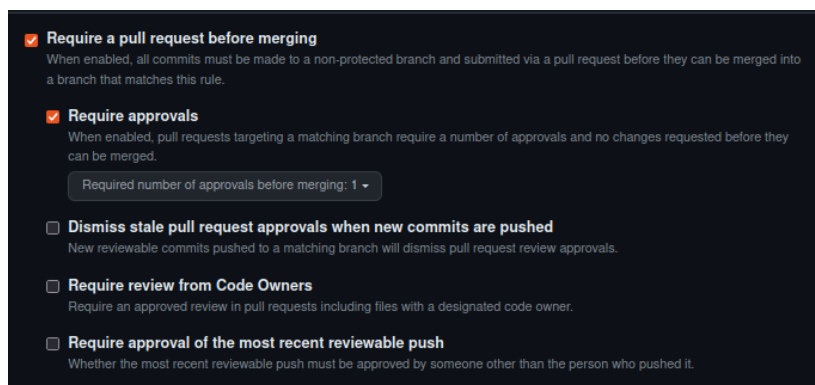 Require a pull request before merging
When enabled, all commits must be made to a non-protected branch and submitted via a pull request before they can be merged into
a branch that matches this rule.
Require approvals
When enabled, pull requests targeting a matching branch require a number of approvals and no changes requested before they
can be merged.
Required number of approvals before merging: 1
Dismiss stale pull request approvals when new commits are pushed
New reviewable commits pushed to a matching branch will dismiss pull request review approvals.
Require review from Code Owners
Require an approved review in pull requests including files with a designated code owner.
Require approval of the most recent reviewable push
Whether the most recent reviewable push must be approved by someone other than the person who pushed it.